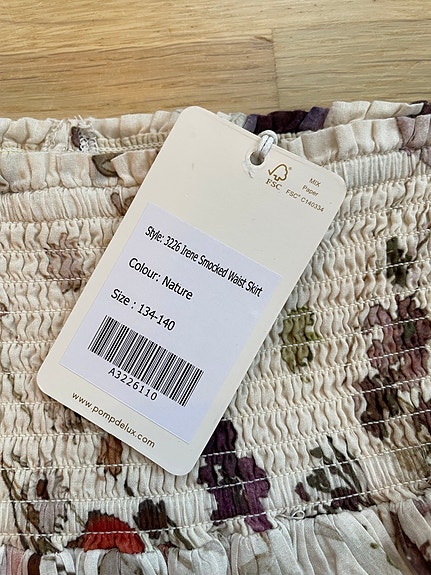 FSC
MIX
Paper
FSC® C140334
Style: 3226 Irene Smocked Waist Skirt
Colour: Nature
Size : 134-140
A3226110
www.pompdelux.com